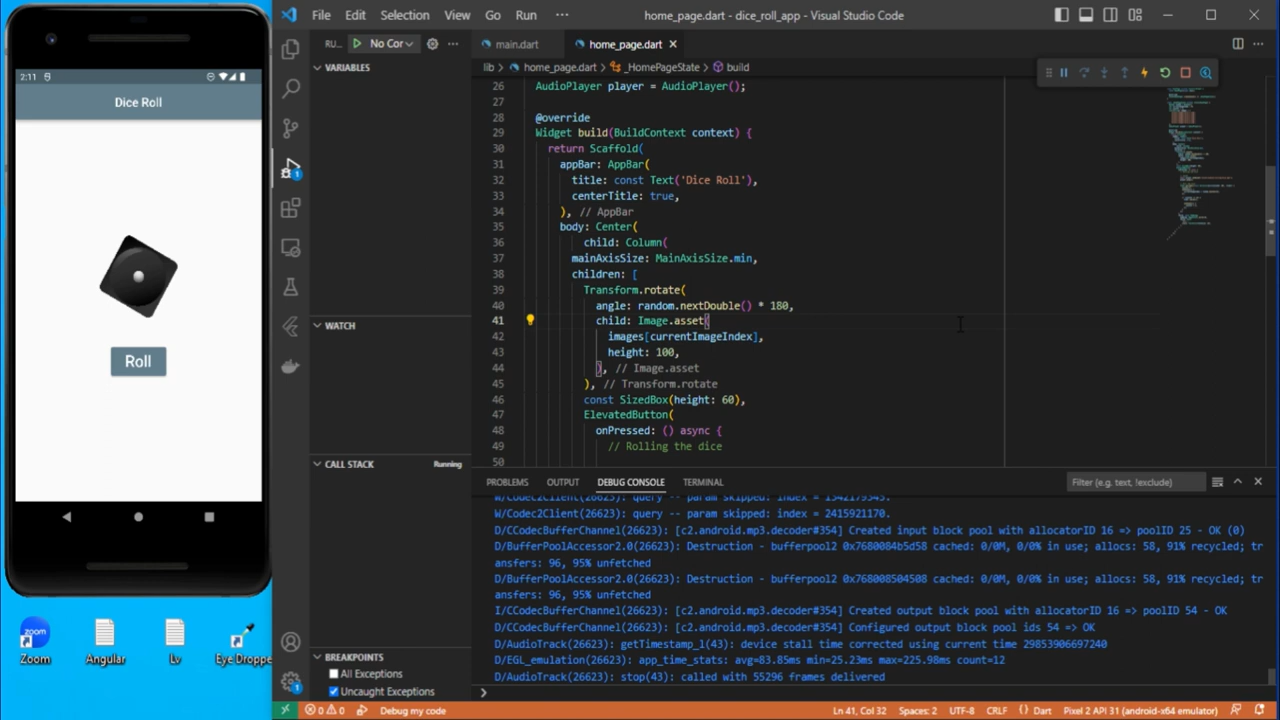 2:11
Dice Roll
Roll
Zoom
Angular
Lv
Eye Droppe
File Edit Selection View Go Run ···
home_page.dart - dice_roll_app - Visual Studio Code
RU... No Cor
main.dart
home_page.dart
lib > home_page.dart > _HomePageState > build
VARIABLES
WATCH
CALL STACK Running
BREAKPOINTS
All Exceptions
Uncaught Exceptions
26 AudioPlayer player = AudioPlayer();
27
28 @override
29 Widget build(BuildContext context) {
30 return Scaffold(
31 appBar: AppBar(
32 title: const Text('Dice Roll'),
33 centerTitle: true,
34 ), // AppBar
35 body: Center(
36 child: Column(
37 mainAxisSize: MainAxisSize.min,
38 children: [
39 Transform.rotate(
40 angle: random.nextDouble() * 180,
41 child: Image.asset(
42 images[currentImageIndex],
43 height: 100,
44 ), // Image.asset
45 ), // Transform.rotate
46 const SizedBox(height: 60),
47 ElevatedButton(
48 onPressed: () async {
49 // Rolling the dice
50
PROBLEMS OUTPUT DEBUG CONSOLE TERMINAL
Filter (e.g. text, !exclude)
W/Codec2Client(26623): query -- param skipped: index = 1342179345.
W/Codec2Client(26623): query -- param skipped: index = 2415921170.
D/CCodecBufferChannel(26623): [c2.android.mp3.decoder#354] Created input block pool with allocatorID 16 => poolID 25 - OK (0)
D/BufferPoolAccessor2.0(26623): Destruction - bufferpool2 0x7680084b5d58 cached: 0/0M, 0/0% in use; allocs: 58, 91% recycled; tr
ansfers: 96, 95% unfetched
D/BufferPoolAccessor2.0(26623): Destruction - bufferpool2 0x768008504508 cached: 0/0M, 0/0% in use; allocs: 58, 91% recycled; tr
ansfers: 96, 95% unfetched
I/CCodecBufferChannel(26623): [c2.android.mp3.decoder#354] Created output block pool with allocatorID 16 => poolID 54 - OK
D/CCodecBufferChannel(26623): [c2.android.mp3.decoder#354] Configured output block pool ids 54 => OK
D/AudioTrack(26623): getTimestamp_l(43): device stall time corrected using current time 29853906697240
D/EGL_emulation(26623): app_time_stats: avg=83.85ms min=25.23ms max=225.98ms count=12
D/AudioTrack(26623): stop(43): called with 55296 frames delivered
0 0 Debug my code
Ln 41, Col 32 Spaces: 2 UTF-8 CRLF {} Dart Pixel 2 API 31 (android-x64 emulator)